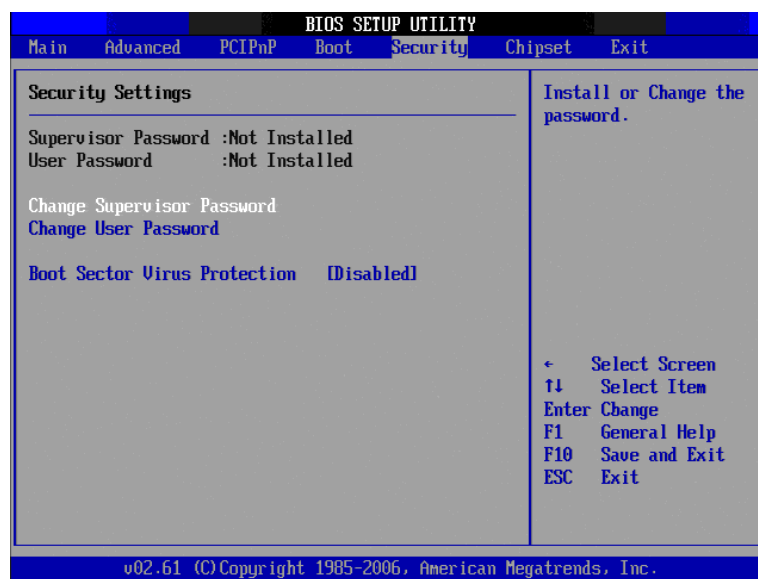 BIOS SETUP UTILITY
Main Advanced PCIPnP Boot Security Chipset Exit
Security Settings
Supervisor Password :Not Installed
User Password :Not Installed
Change Supervisor Password
Change User Password
Boot Sector Virus Protection [Disabled]
Install or Change the
password.
← Select Screen
↑↓ Select Item
Enter Change
F1 General Help
F10 Save and Exit
ESC Exit
v02.61 (C)Copyright 1985-2006, American Megatrends, Inc.